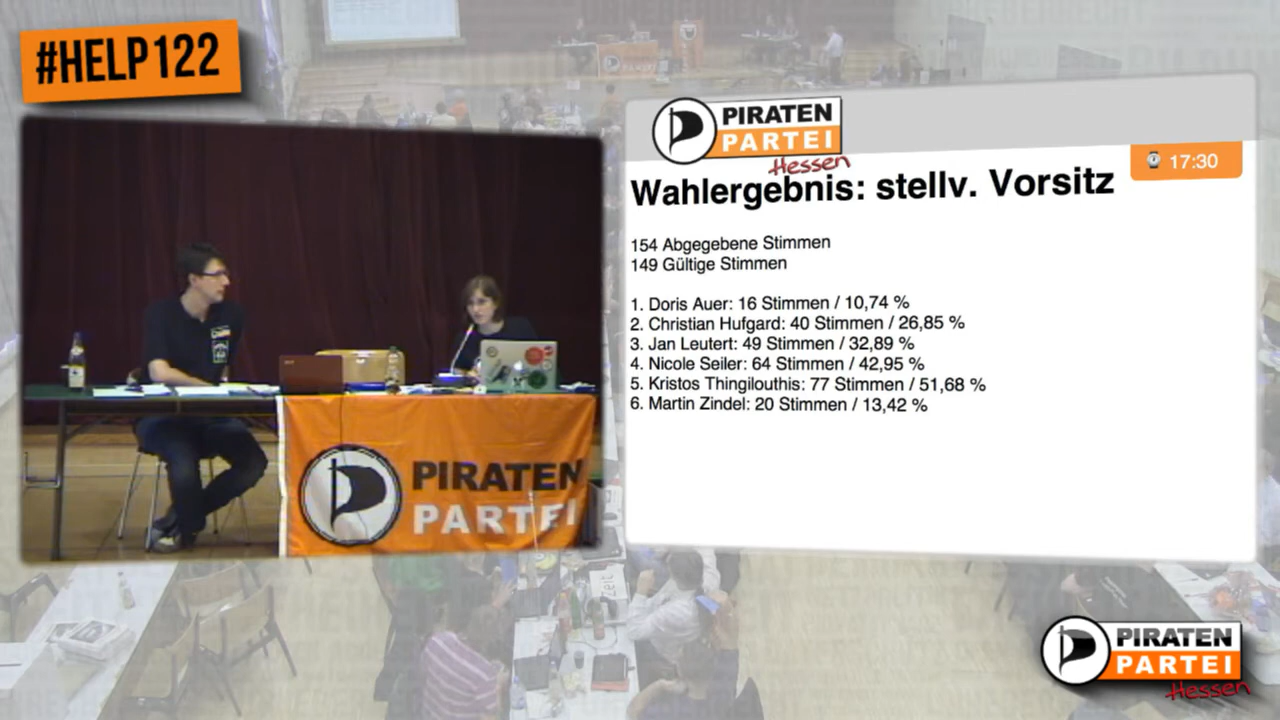 #HELP122
PIRATEN
PARTEI
Hessen
17:30
Wahlergebnis: stellv. Vorsitz
154 Abgegebene Stimmen
149 Gültige Stimmen
1. Doris Auer: 16 Stimmen / 10,74 %
2. Christian Hufgard: 40 Stimmen / 26,85 %
3. Jan Leutert: 49 Stimmen / 32,89 %
4. Nicole Seiler: 64 Stimmen / 42,95 %
5. Kristos Thingilouthis: 77 Stimmen / 51,68 %
6. Martin Zindel: 20 Stimmen / 13,42 %
PIRATEN
PARTEI
PIRATEN
PARTEI
Hessen